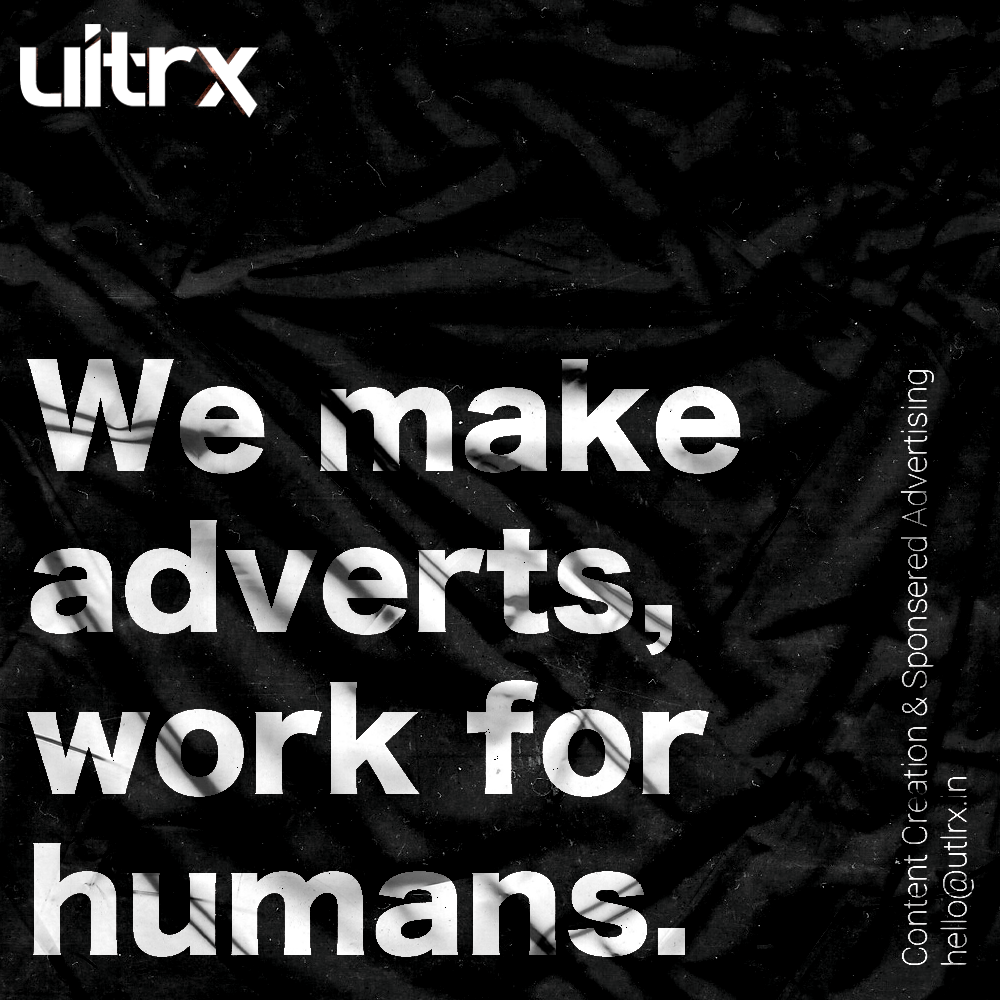 uitrx
We make
adverts,
work for
humans.
Content Creation & Sponsered Advertising
hello@utlrx.in